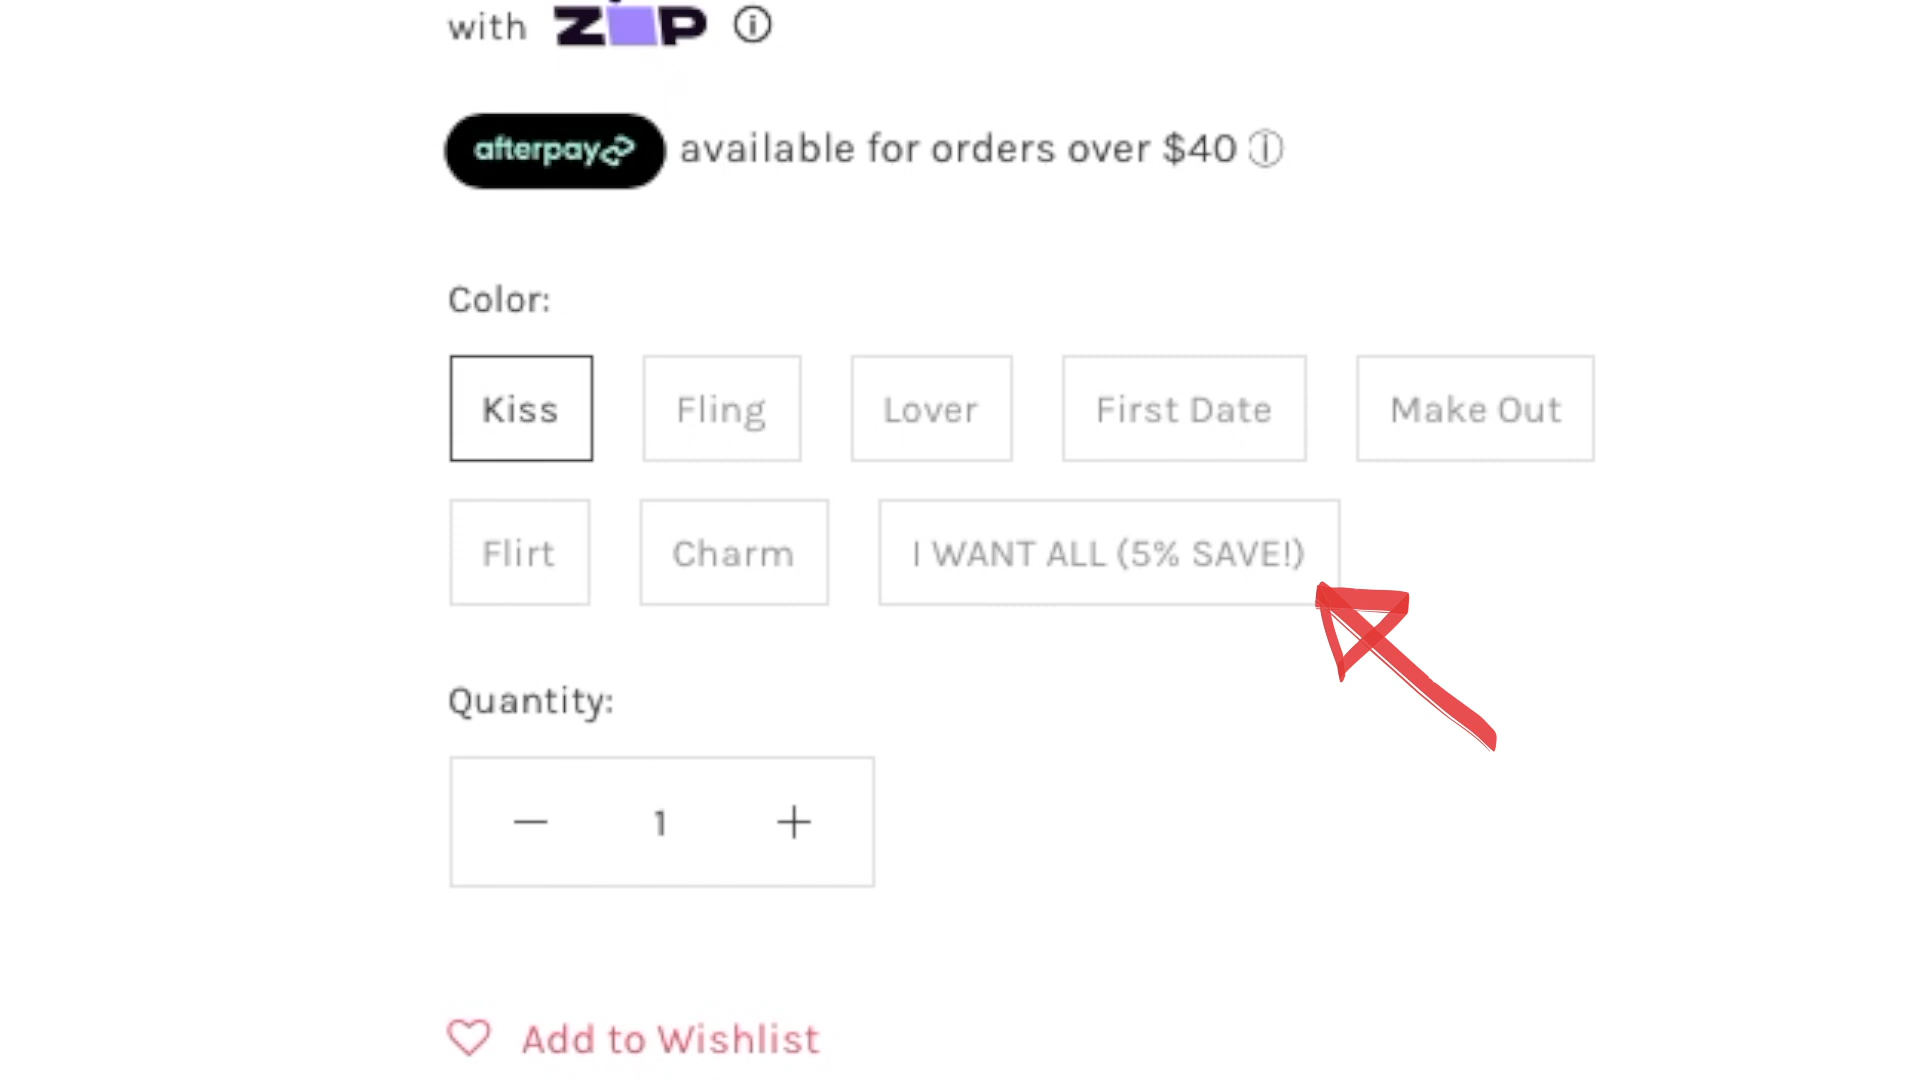 with ZIP
afterpay available for orders over $40
Color:
Kiss Fling Lover First Date Make Out
Flirt Charm I WANT ALL (5% SAVE!)
Quantity:
— 1 +
Add to Wishlist